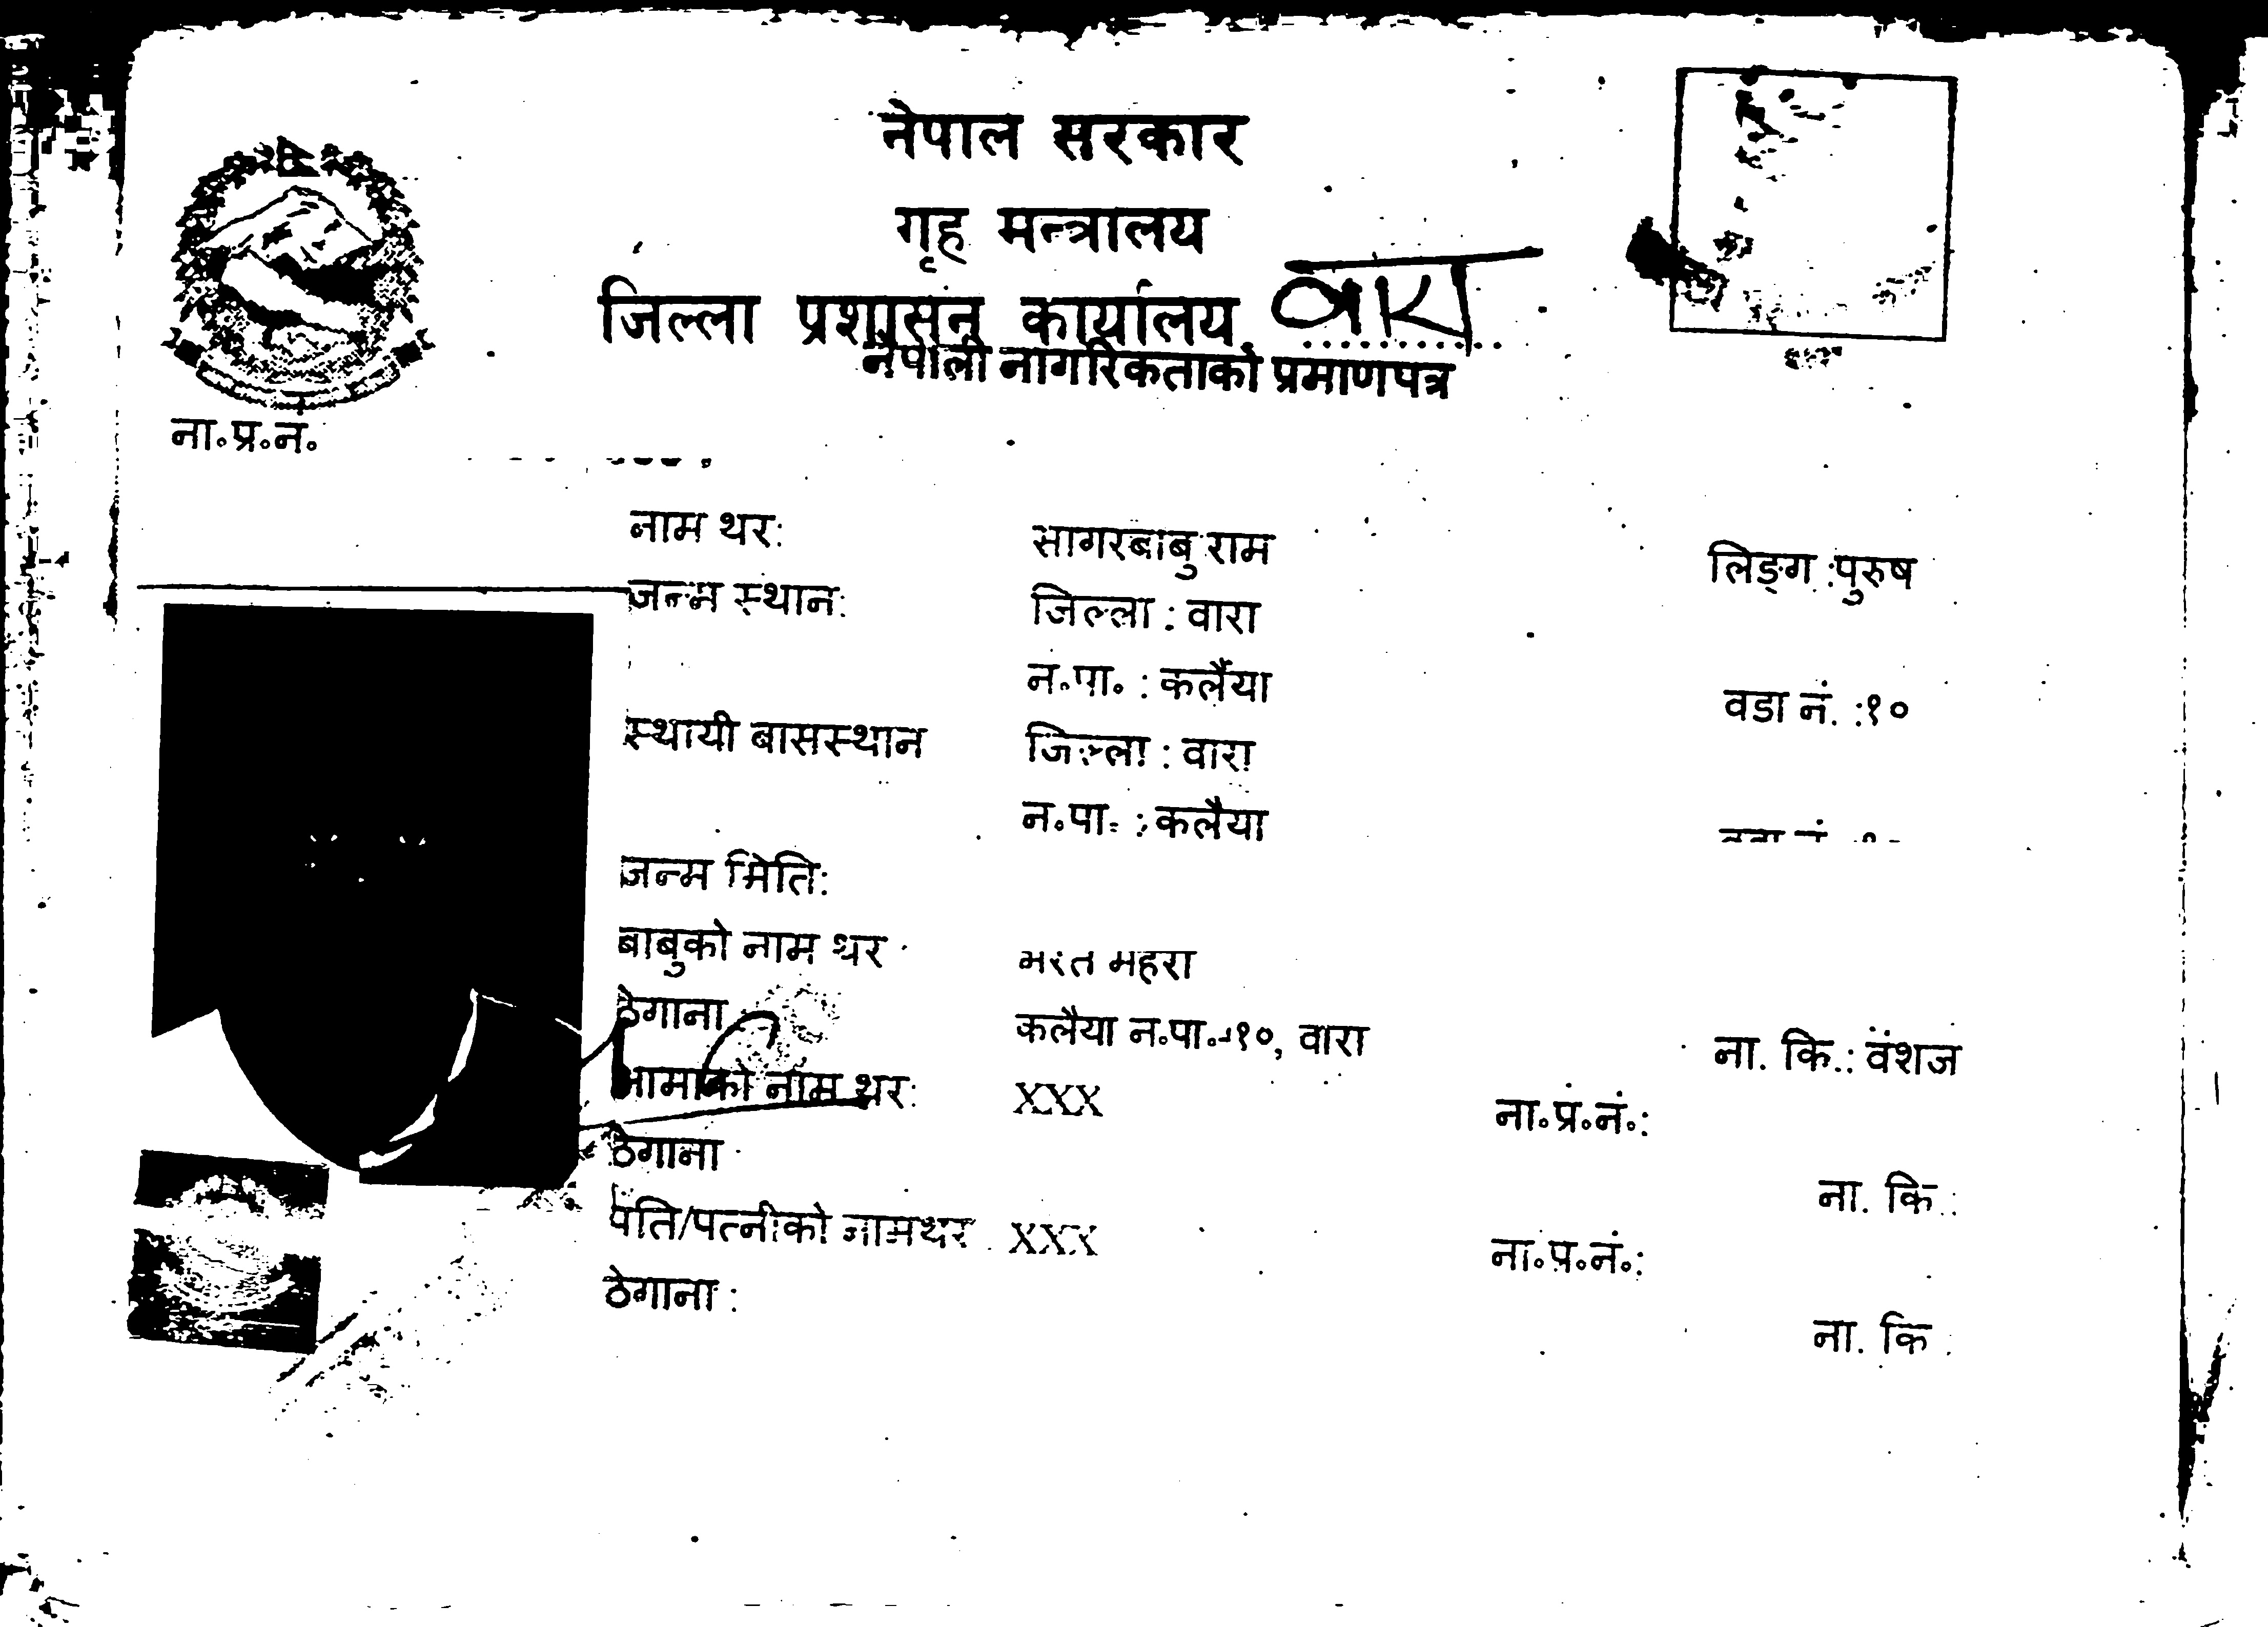 नेपाल सरकार
गृह मन्त्रालय
जिल्ला प्रशासन कार्यालय, बारा
नेपाली नागरिकताको प्रमाणपत्र
ना.प्र.नं.
नाम थर: सागरबाबु राम लिङ्ग :पुरुष
जन्म स्थान: जिल्ला : वारा
न.पा. : कलैया वडा नं. :१०
स्थायी बासस्थान जिल्ला : वारा
न.पा. : कलैया
जन्म मिति:
बाबुको नाम थर भरत महरा
ठेगाना कलैया न.पा.-१०, वारा ना. कि.: वंशज
आमाको नाम थर: XXX ना.प्र.नं.:
ठेगाना ना. कि :
पति/पत्नीको नामथर XXX ना.प्र.नं.:
ठेगाना : ना. कि